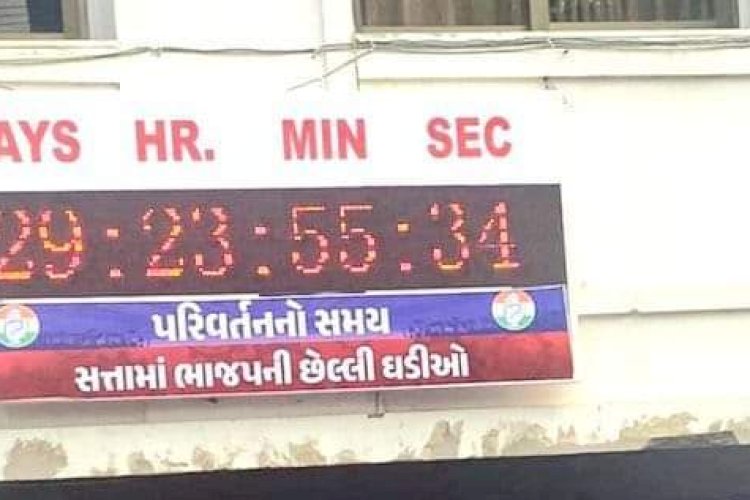 AYS HR. MIN SEC
29:23:55:34
પરિવર્તનનો સમય
સત્તામાં ભાજપની છેલ્લી ઘડીઓ